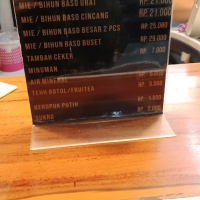 MIE / BIHUN BASO URAT RP. 21.000
MIE / BIHUN BASO CINCANG RP. 21.000
MIE / BIHUN BASO BESAR 2 PCS RP. 25.000
MIE / BIHUN BASO BUSET RP. 29.000
TAMBAH CEKER RP. 7.000
MINUMAN
AIR MINERAL
TEHH BOTOL/FRUITEA
KERUPUK PUTIH